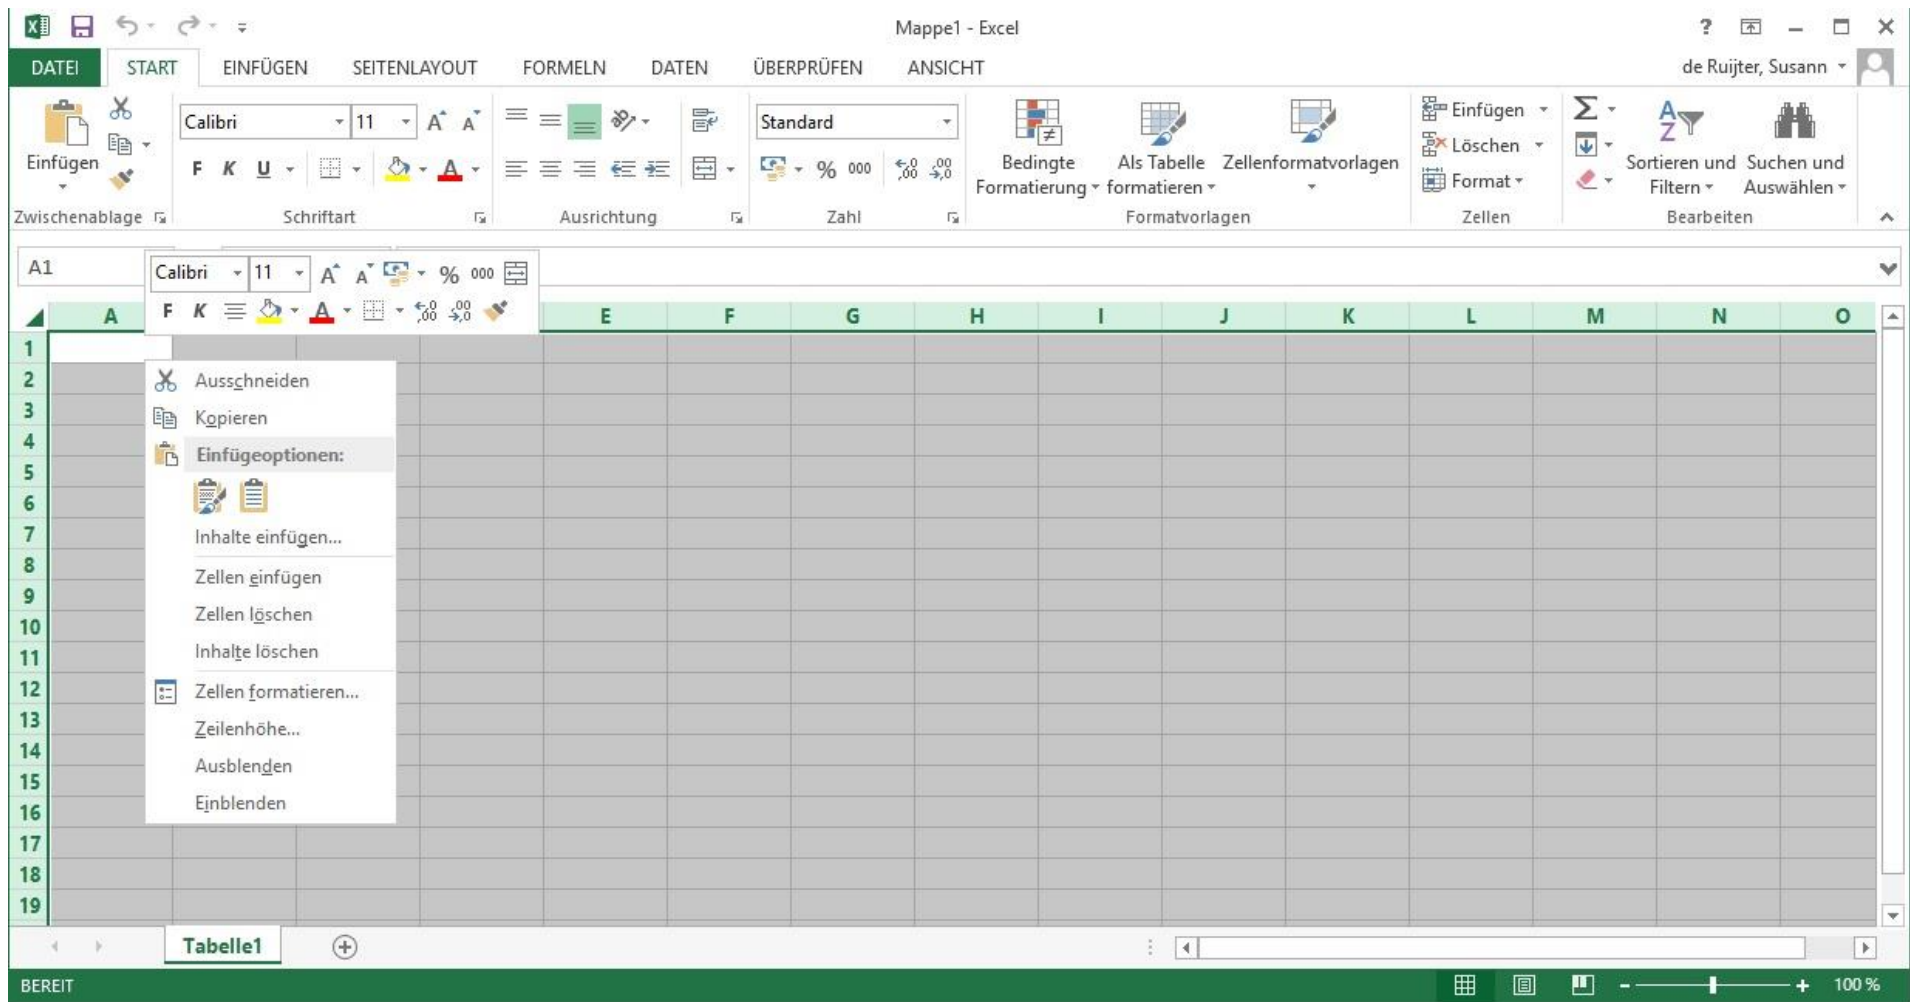 Mappe1 - Excel
?
DATEI START EINFÜGEN SEITENLAYOUT FORMELN DATEN ÜBERPRÜFEN ANSICHT de Ruijter, Susann
Calibri 11 Standard Einfügen
Löschen
Format
Einfügen F K U % 000 Bedingte Formatierung Als Tabelle formatieren Zellenformatvorlagen Sortieren und Filtern Suchen und Auswählen
Zwischenablage Schriftart Ausrichtung Zahl Formatvorlagen Zellen Bearbeiten
A1
Calibri 11 A A % 000
F K A
A E F G H I J K L M N O
1
2
3
4
5
6
7
8
9
10
11
12
13
14
15
16
17
18
19
Ausschneiden
Kopieren
Einfügeoptionen:
Inhalte einfügen...
Zellen einfügen
Zellen löschen
Inhalte löschen
Zellen formatieren...
Zeilenhöhe...
Ausblenden
Einblenden
Tabelle1
BEREIT 100 %